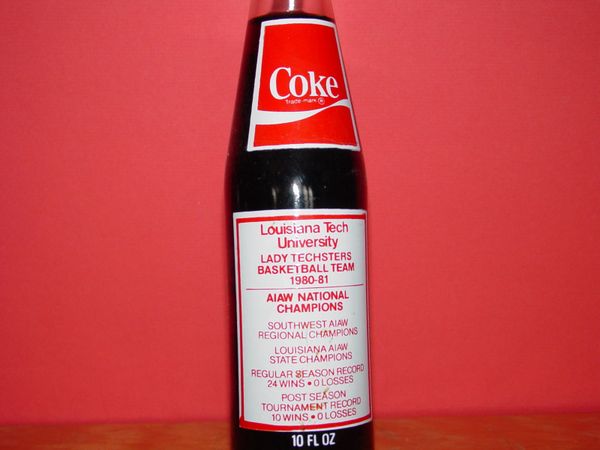 Coke
trade-mark ®
Louisiana Tech
University
LADY TECHSTERS
BASKETBALL TEAM
1980-81
AIAW NATIONAL
CHAMPIONS
SOUTHWEST AIAW
REGIONAL CHAMPIONS
LOUISIANA AIAW
STATE CHAMPIONS
REGULAR SEASON RECORD
24 WINS • 0 LOSSES
POST SEASON
TOURNAMENT RECORD
10 WINS • 0 LOSSES
10 FL OZ